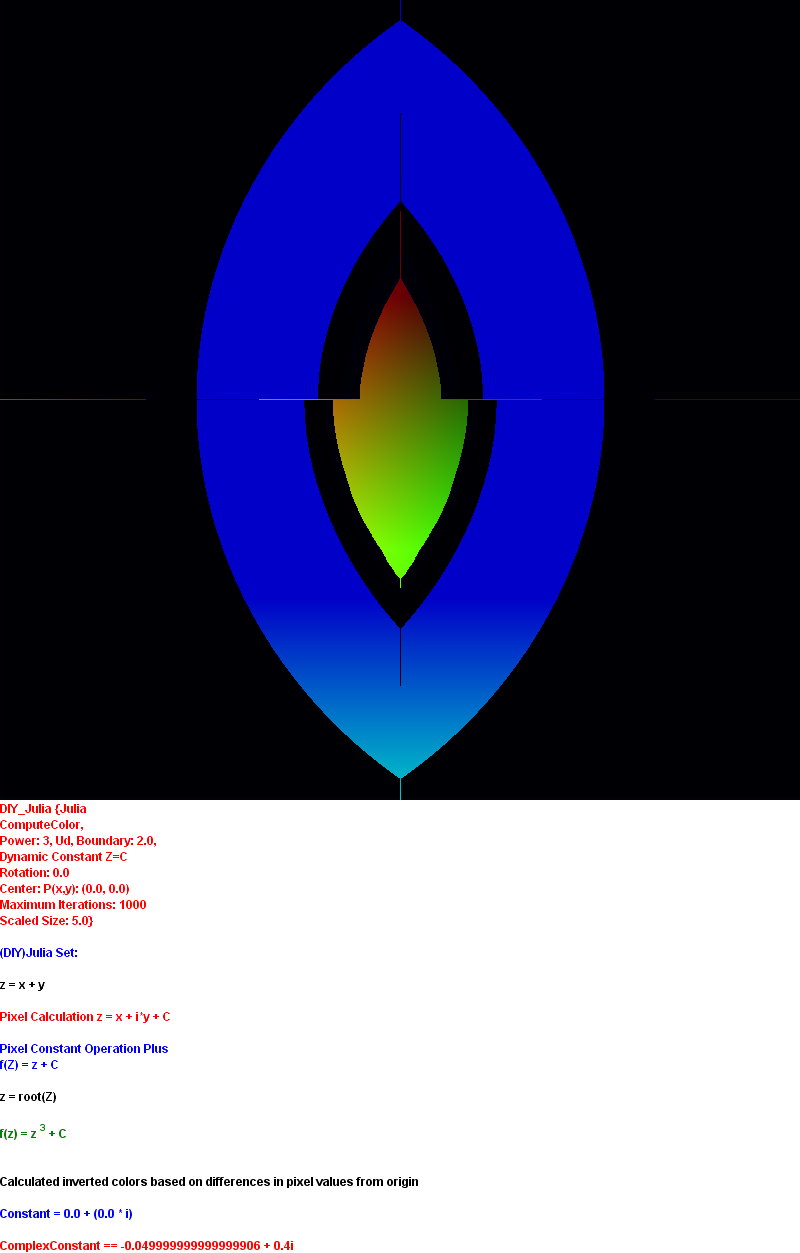 DIY_Julia {Julia
ComputeColor,
Power: 3, Ud, Boundary: 2.0,
Dynamic Constant Z=C
Rotation: 0.0
Center: P(x,y): (0.0, 0.0)
Maximum Iterations: 1000
Scaled Size: 5.0}
(DIY)Julia Set:
z = x + y
Pixel Calculation z = x + i*y + C
Pixel Constant Operation Plus
f(Z) = z + C
z = root(Z)
f(z) = z ³ + C
Calculated inverted colors based on differences in pixel values from origin
Constant = 0.0 + (0.0 * i)
ComplexConstant == -0.049999999999999906 + 0.4i